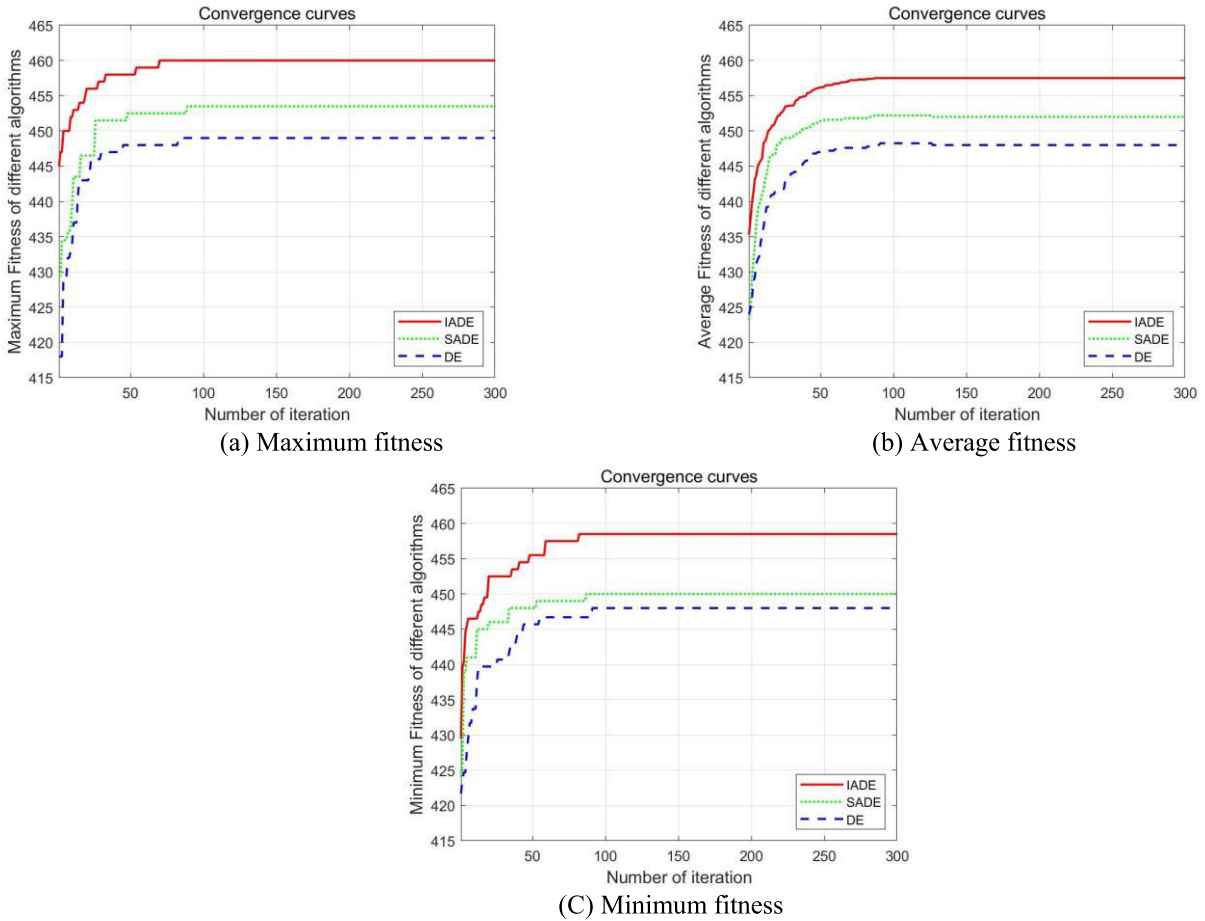 Convergence curves
465
460
455
450
445
440
435
430
425
420
415
50
100
150
200
250
300
Maximum Fitness of different algorithms
Number of iteration
IADE
SADE
DE
(a) Maximum fitness
Convergence curves
465
460
455
450
445
440
435
430
425
420
415
50
100
150
200
250
300
Average Fitness of different algorithms
Number of iteration
IADE
SADE
DE
(b) Average fitness
Convergence curves
465
460
455
450
445
440
435
430
425
420
415
50
100
150
200
250
300
Minimum Fitness of different algorithms
Number of iteration
IADE
SADE
DE
(C) Minimum fitness